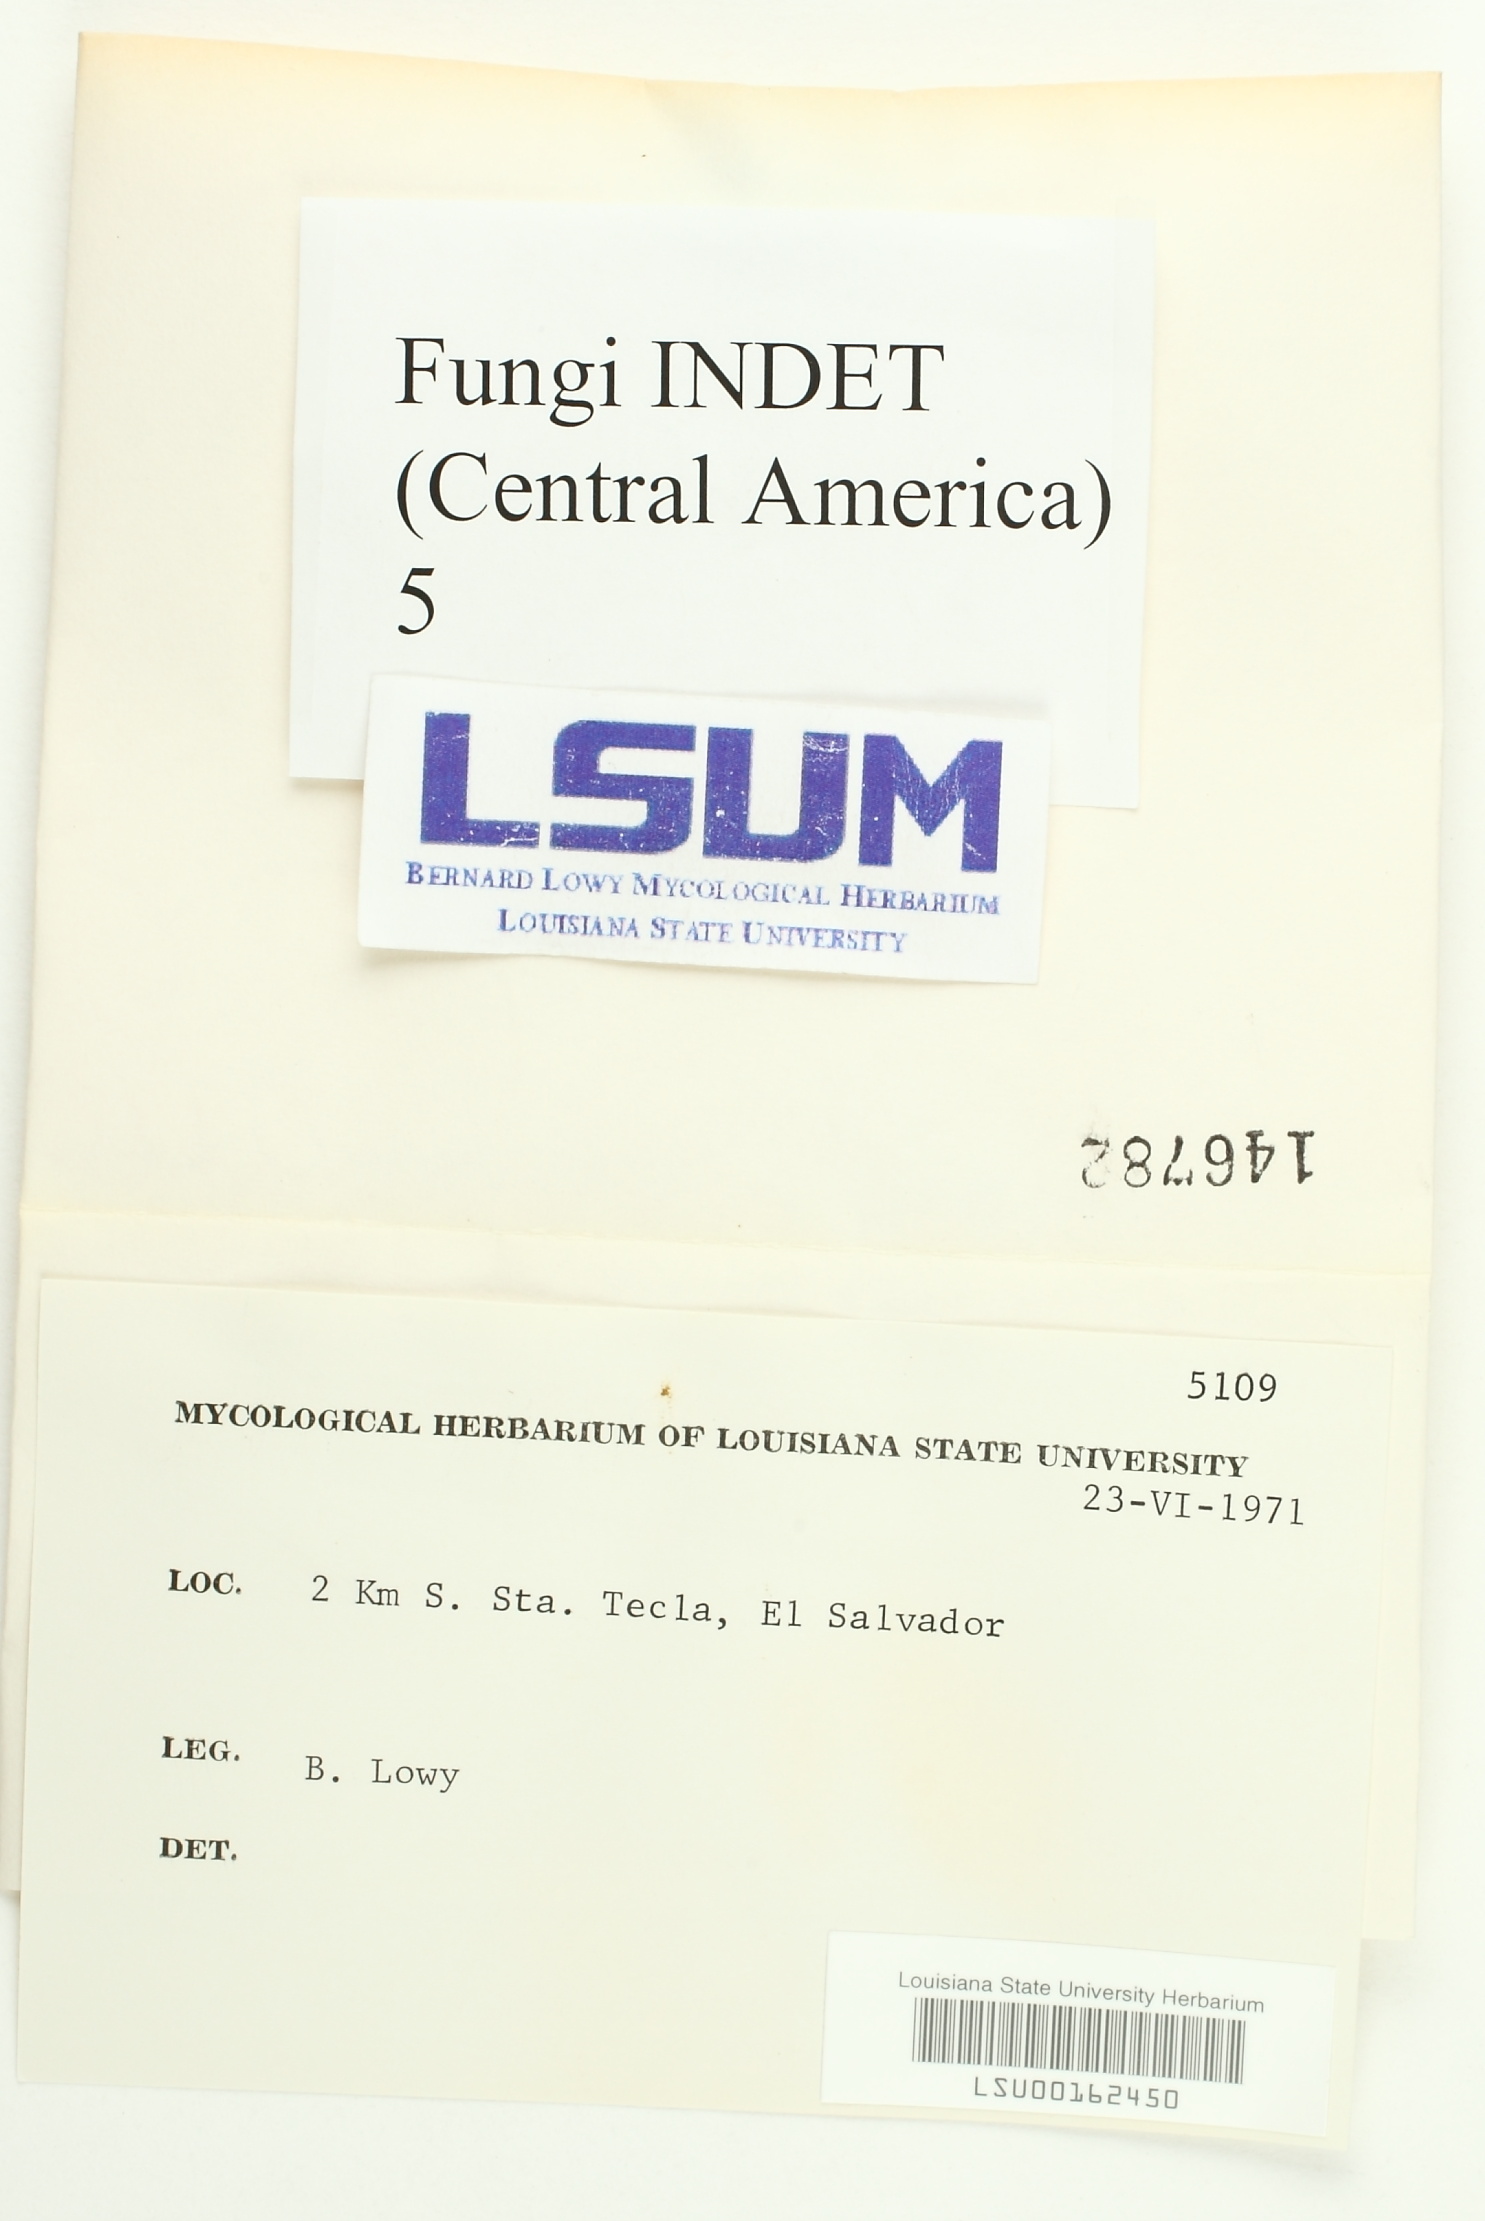 Fungi INDET
(Central America)
5
LSUM
BERNARD LOWY MYCOLOGICAL HERBARIUM
LOUISIANA STATE UNIVERSITY
146782
5109
MYCOLOGICAL HERBARIUM OF LOUISIANA STATE UNIVERSITY
23-VI-1971
LOC. 2 Km S. Sta. Tecla, El Salvador
LEG. B. Lowy
DET.
Louisiana State University Herbarium
LSU00162450